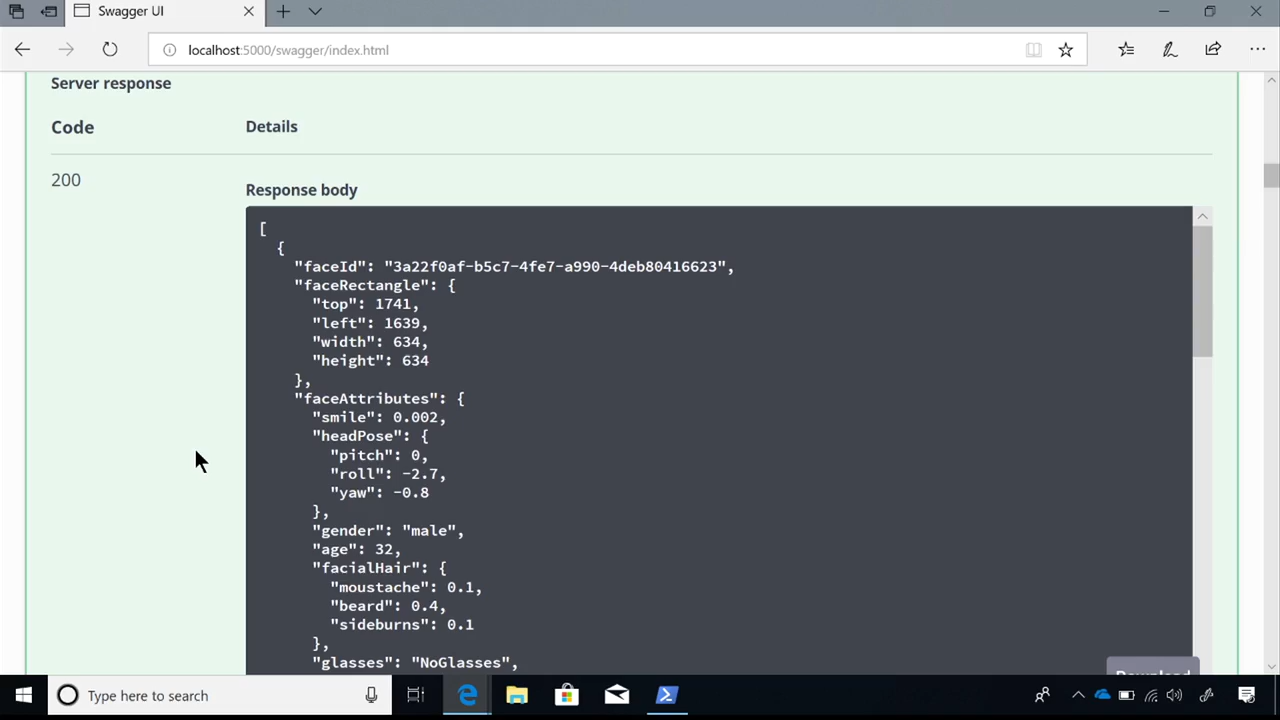 Swagger UI
localhost:5000/swagger/index.html
Server response
Code Details
200
Response body
[
{
"faceId": "3a22f0af-b5c7-4fe7-a990-4deb80416623",
"faceRectangle": {
"top": 1741,
"left": 1639,
"width": 634,
"height": 634
},
"faceAttributes": {
"smile": 0.002,
"headPose": {
"pitch": 0,
"roll": -2.7,
"yaw": -0.8
},
"gender": "male",
"age": 32,
"facialHair": {
"moustache": 0.1,
"beard": 0.4,
"sideburns": 0.1
},
"glasses": "NoGlasses",
Download
Type here to search